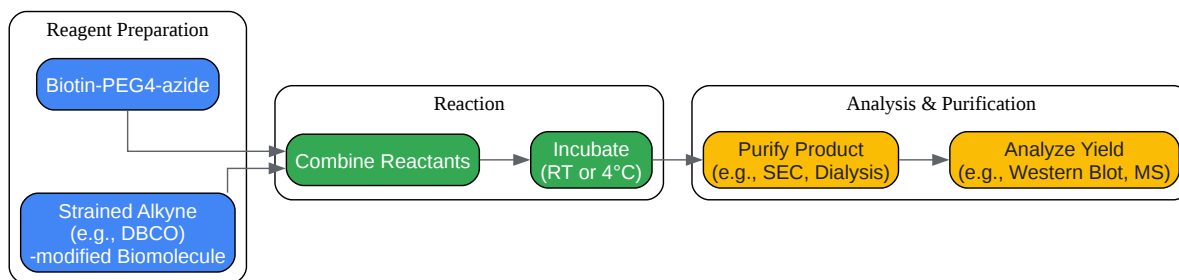 Reagent Preparation
Biotin-PEG4-azide
Strained Alkyne
(e.g., DBCO)
-modified Biomolecule
Reaction
Combine Reactants
Incubate
(RT or 4°C)
Analysis & Purification
Purify Product
(e.g., SEC, Dialysis)
Analyze Yield
(e.g., Western Blot, MS)